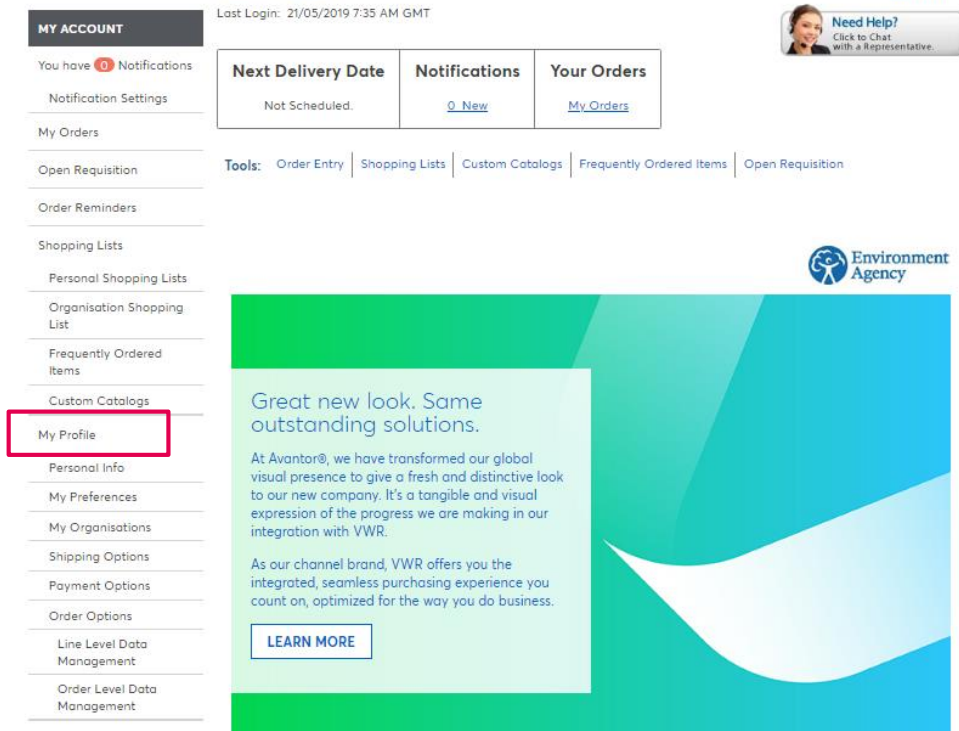 MY ACCOUNT
You have 0 Notifications
Notification Settings
My Orders
Open Requisition
Order Reminders
Shopping Lists
Personal Shopping Lists
Organisation Shopping
List
Frequently Ordered
Items
Custom Catalogs
My Profile
Personal Info
My Preferences
My Organisations
Shipping Options
Payment Options
Order Options
Line Level Data
Management
Order Level Data
Management
Last Login: 21/05/2019 7:35 AM GMT
Need Help?
Click to Chat
with a Representative.
Next Delivery Date Notifications Your Orders
Not Scheduled. 0 New My Orders
Tools: Order Entry Shopping Lists Custom Catalogs Frequently Ordered Items Open Requisition
Environment
Agency
Great new look. Same
outstanding solutions.
At Avantor®, we have transformed our global
visual presence to give a fresh and distinctive look
to our new company. It's a tangible and visual
expression of the progress we are making in our
integration with VWR.
As our channel brand, VWR offers you the
integrated, seamless purchasing experience you
count on, optimized for the way you do business.
LEARN MORE